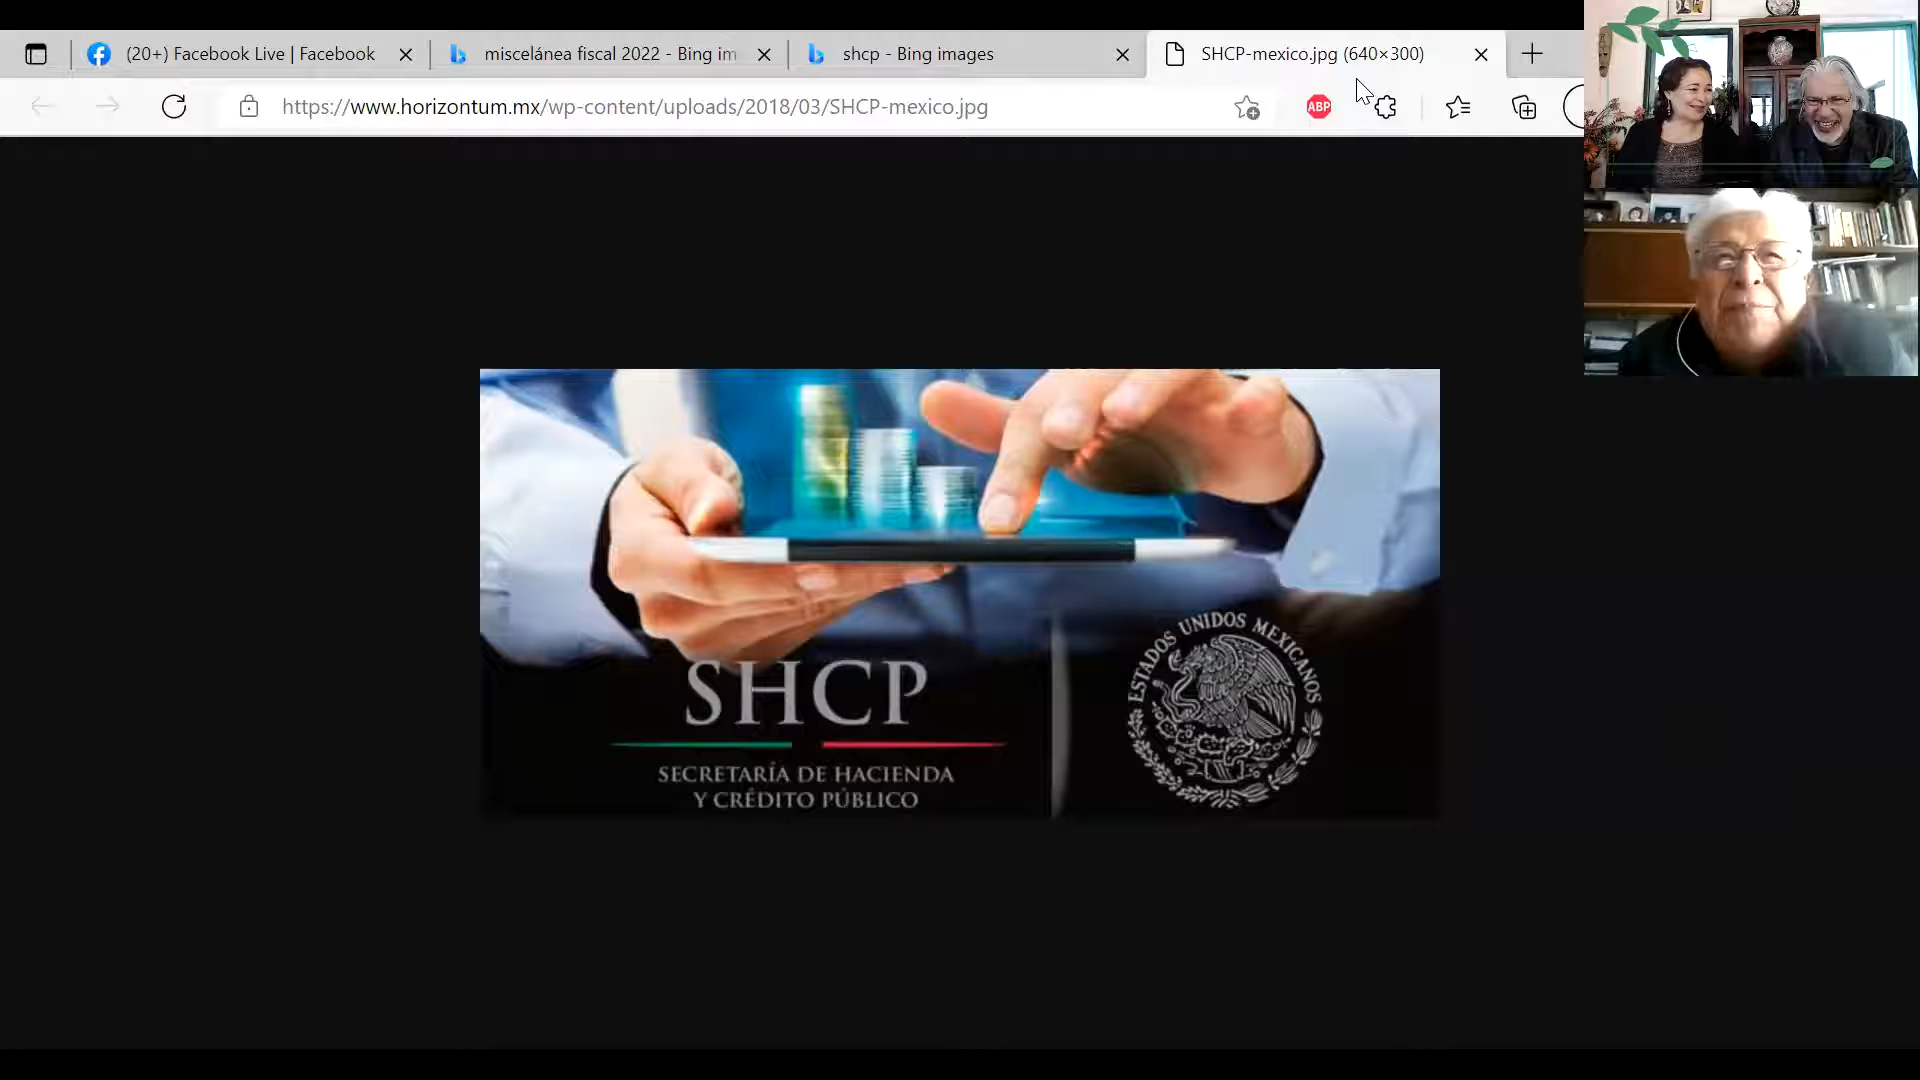 (20+) Facebook Live | Facebook
miscelánea fiscal 2022 - Bing im
shcp - Bing images
SHCP-mexico.jpg (640×300)
https://www.horizontum.mx/wp-content/uploads/2018/03/SHCP-mexico.jpg
ABP
SHCP
SECRETARÍA DE HACIENDA
Y CRÉDITO PÚBLICO
ESTADOS UNIDOS MEXICANOS